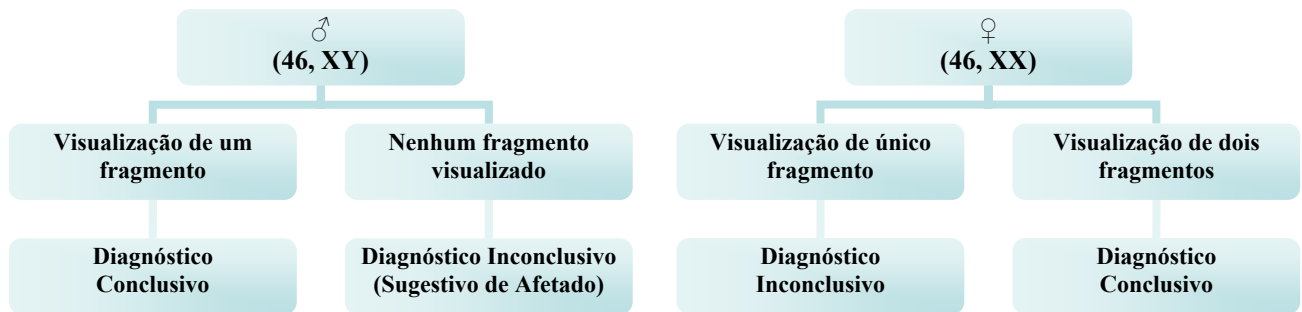 ♂
(46, XY)
Visualização de um
fragmento
Nenhum fragmento
visualizado
Diagnóstico
Conclusivo
Diagnóstico Inconclusivo
(Sugestivo de Afetado)
♀
(46, XX)
Visualização de único
fragmento
Visualização de dois
fragmentos
Diagnóstico
Inconclusivo
Diagnóstico
Conclusivo